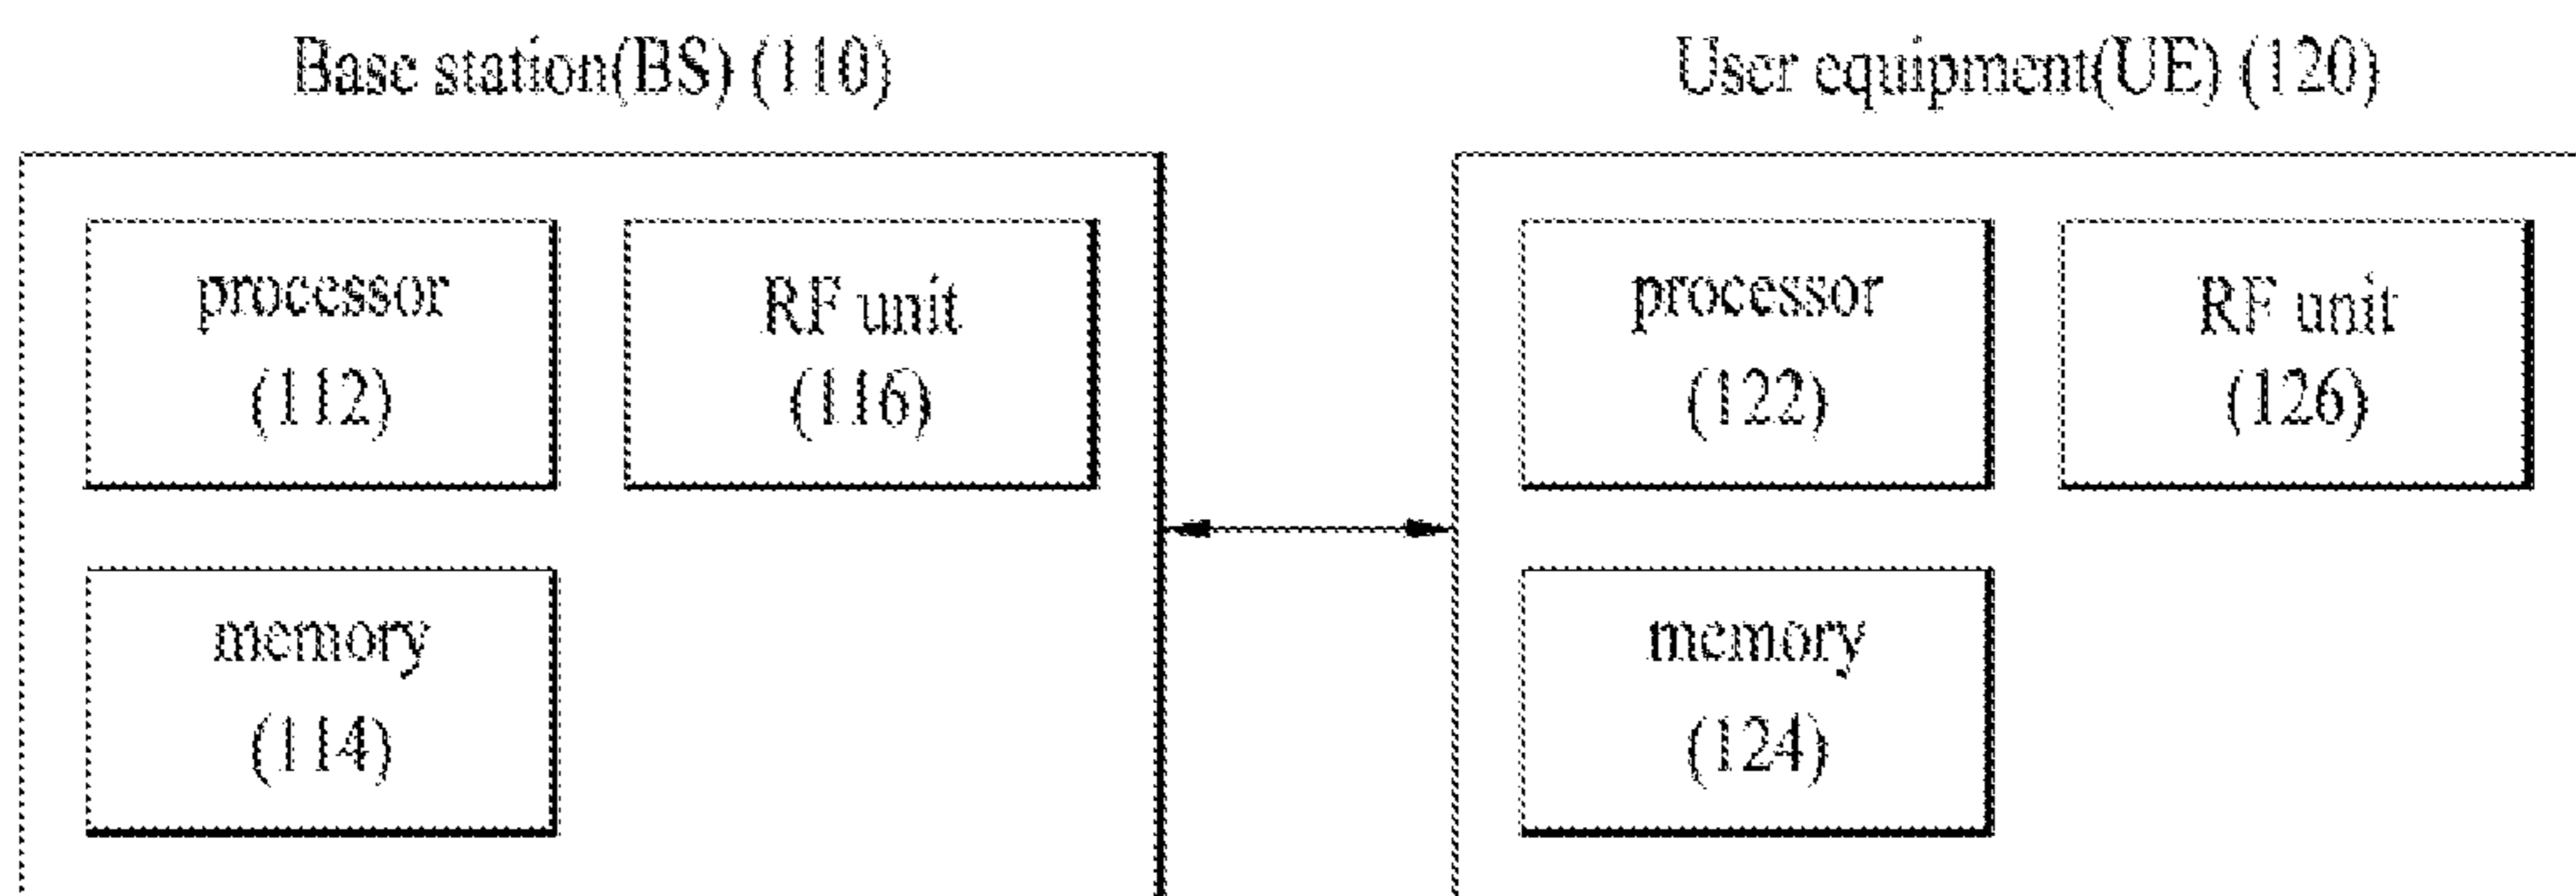 Base station(BS) (110)
User equipment(UE) (120)
processor
(112)
RF unit
(116)
memory
(114)
processor
(122)
RF unit
(126)
memory
(124)